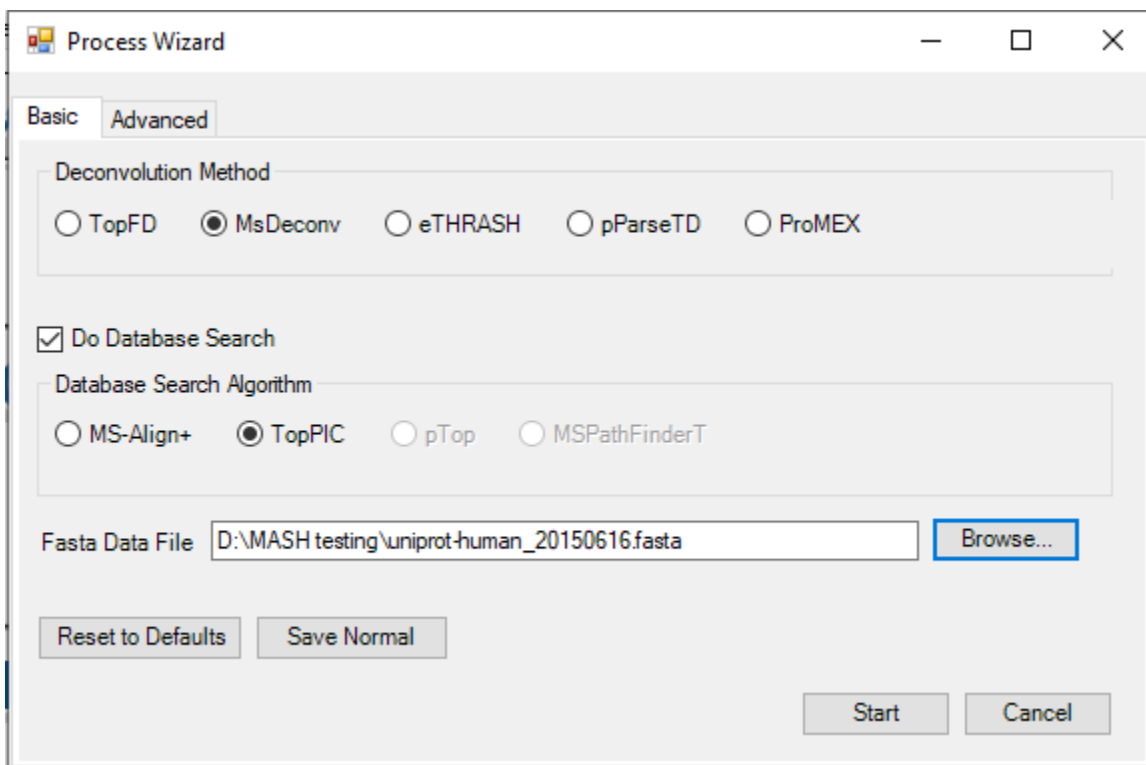 Process Wizard
Basic Advanced
Deconvolution Method
TopFD MsDeconv eTHRASH pParseTD ProMEX
Do Database Search
Database Search Algorithm
MS-Align+ TopPIC pTop MSPathFinderT
Fasta Data File D:\MASH testing\uniprot-human_20150616.fasta Browse...
Reset to Defaults Save Normal
Start Cancel